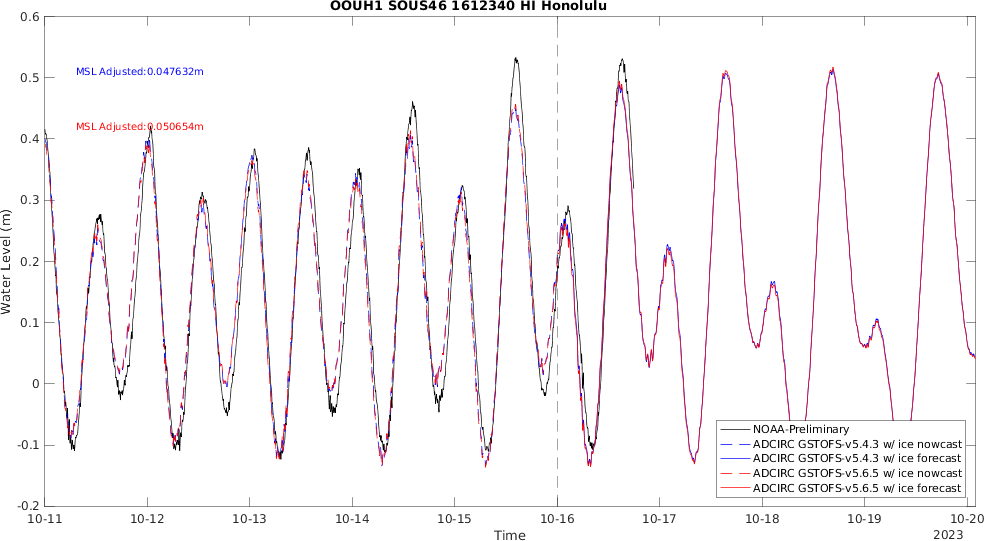 OOUH1 SOUS46 1612340 HI Honolulu
0.6
0.5
0.4
0.3
0.2
0.1
0
-0.1
-0.2
Water Level (m)
MSL Adjusted:0.047632m
MSL Adjusted:0.050654m
NOAA-Preliminary
ADCIRC GSTOFS-v5.4.3 w/ ice nowcast
ADCIRC GSTOFS-v5.4.3 w/ ice forecast
ADCIRC GSTOFS-v5.6.5 w/ ice nowcast
ADCIRC GSTOFS-v5.6.5 w/ ice forecast
10-11 10-12 10-13 10-14 10-15 10-16 10-17 10-18 10-19 10-20
Time
2023